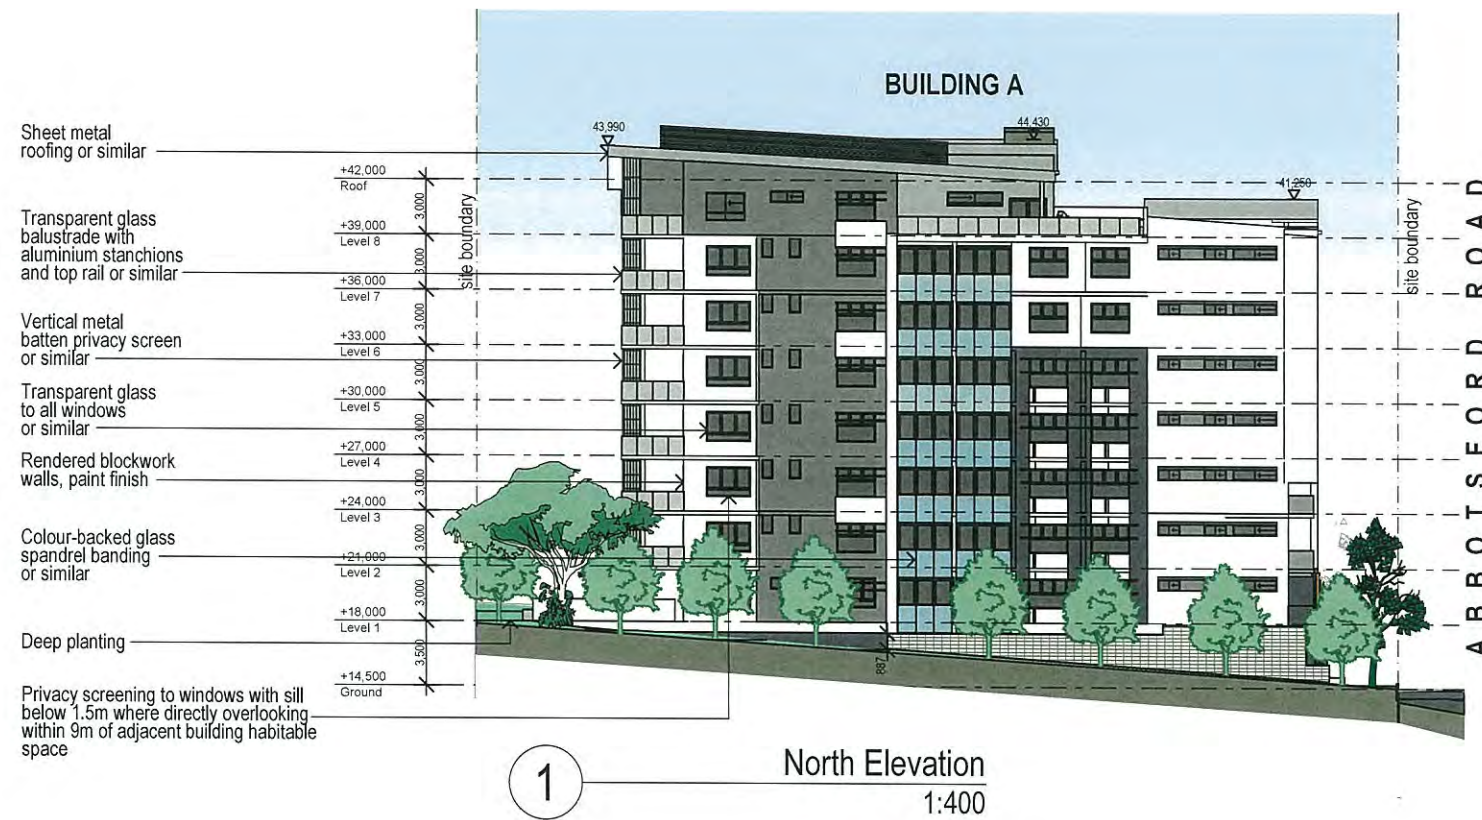 BUILDING A
43,990
44,430
41,250
Sheet metal
roofing or similar
Transparent glass
balustrade with
aluminium stanchions
and top rail or similar
Vertical metal
batten privacy screen
or similar
Transparent glass
to all windows
or similar
Rendered blockwork
walls, paint finish
Colour-backed glass
spandrel banding
or similar
Deep planting
Privacy screening to windows with sill
below 1.5m where directly overlooking
within 9m of adjacent building habitable
space
+42,000
Roof
3.000
+39,000
Level 8
3.000
+36,000
Level 7
3.000
+33,000
Level 6
3.000
+30,000
Level 5
3.000
+27,000
Level 4
3.000
+24,000
Level 3
3.000
+21,000
Level 2
3.000
+18,000
Level 1
3.500
+14,500
Ground
site boundary
887
site boundary
ABBOTSFORD ROAD
1
North Elevation
1:400